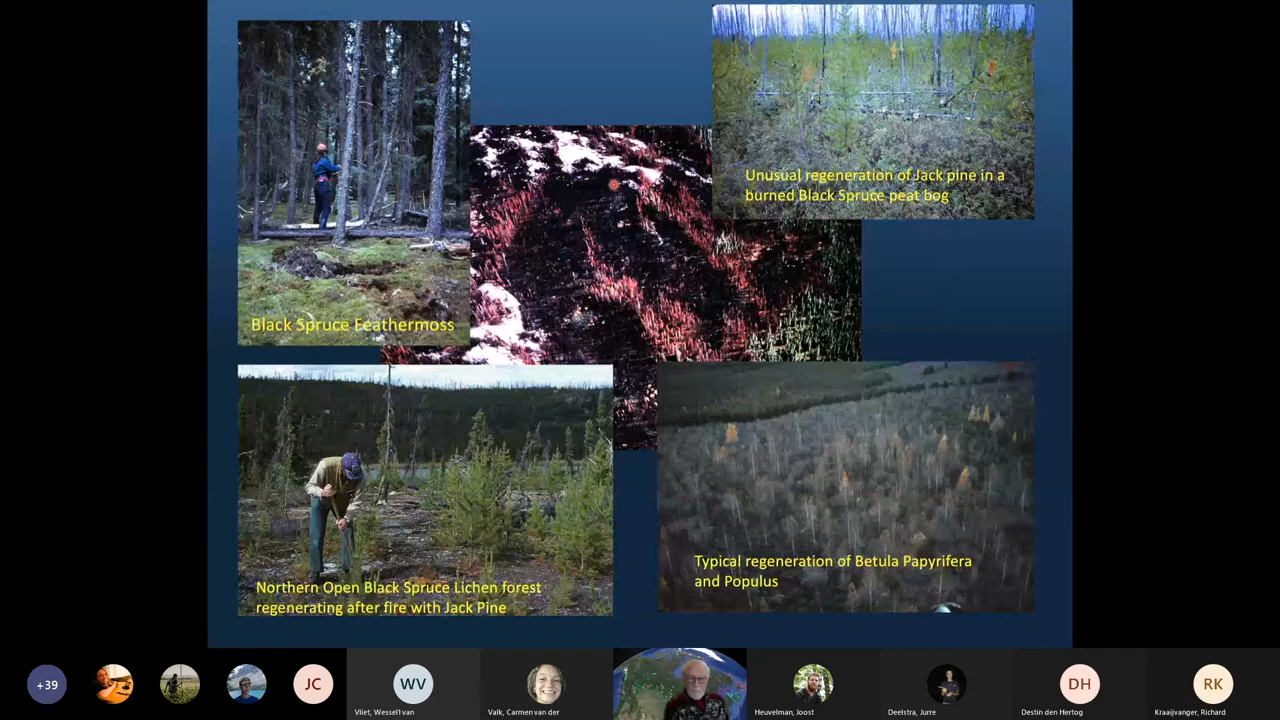 Unusual regeneration of Jack pine in a
burned Black Spruce peat bog
Black Spruce Feathermoss
Northern Open Black Spruce Lichen forest
regenerating after fire with Jack Pine
Typical regeneration of Betula Papyrifera
and Populus
+39
JC
WV
DH
RK
Vliet, Wessel1 van
Valk, Carmen van der
Heuvelman, Joost
Deelstra, Jurre
Destin den Hertog
Kraaijvanger, Richard